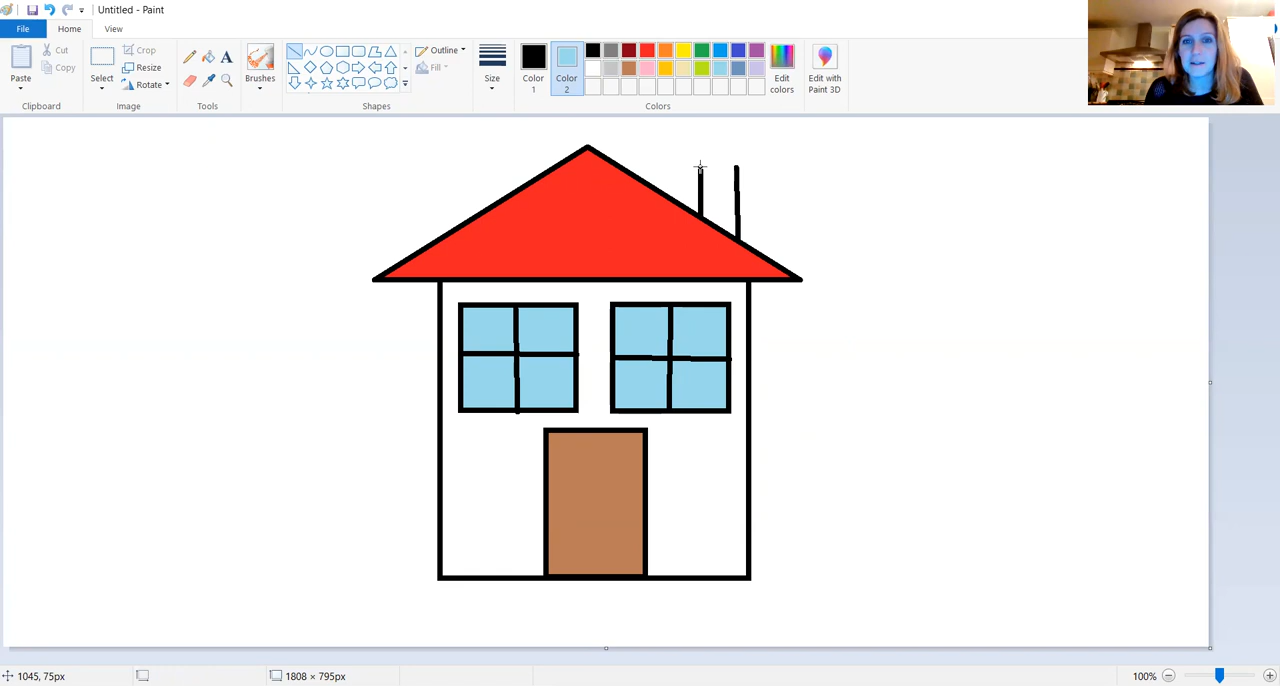 Untitled - Paint
File Home View
Cut Crop Outline
Copy Resize Fill
Paste Select Rotate Brushes Size Color 1 Color 2 Edit colors Edit with Paint 3D
Clipboard Image Tools Shapes Colors
1045, 75px 1808 × 795px 100%